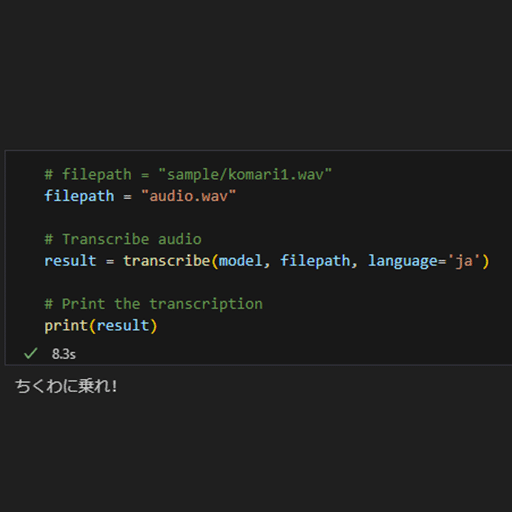 # filepath = "sample/komari1.wav"
filepath = "audio.wav"
# Transcribe audio
result = transcribe(model, filepath, language='ja')
# Print the transcription
print(result)
8.3s
ちくわに乗れ!